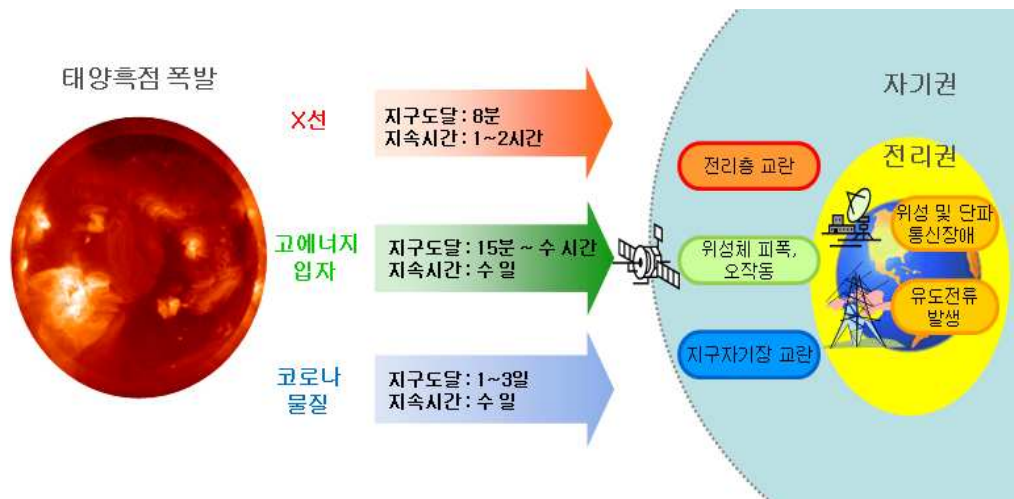 태양흑점 폭발
X선
지구도달 : 8분
지속시간 : 1~2시간
고에너지
입자
지구도달 : 15분 ~ 수 시간
지속시간 : 수 일
코로나
물질
지구도달 : 1~3일
지속시간 : 수 일
자기권
전리권
전리층 교란
위성체 피폭,
오작동
지구자기장 교란
위성 및 단파
통신장애
유도전류
발생